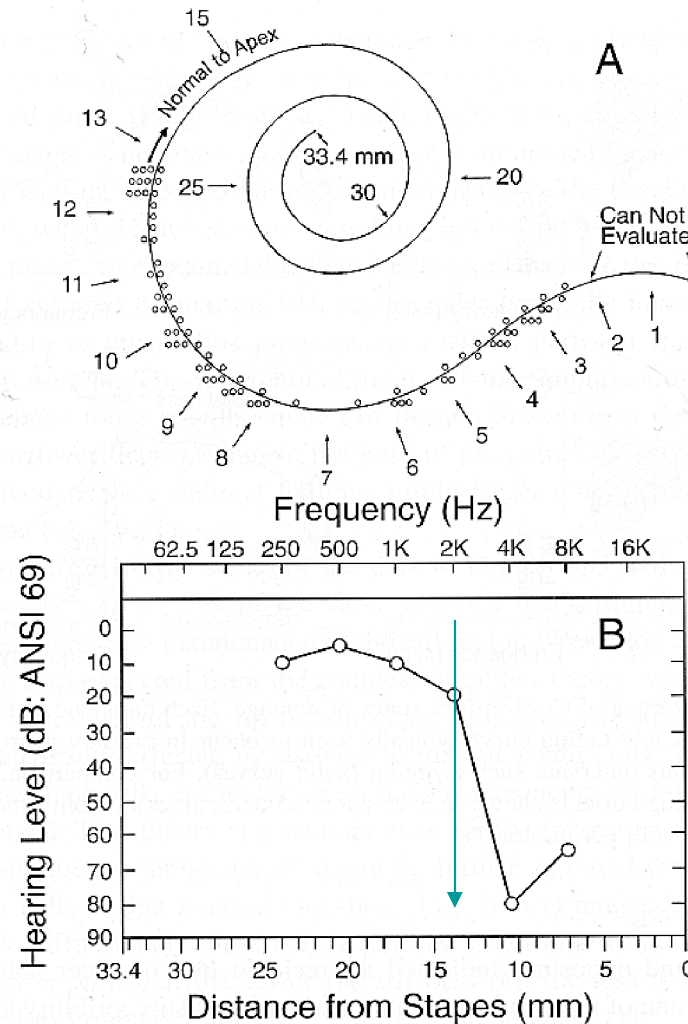 15
A
Normal to Apex
13
33.4 mm
25
20
30
12
Can Not
Evaluate
11
1
2
10
3
4
9
5
8
6
7
Frequency (Hz)
62.5 125 250 500 1K 2K 4K 8K 16K
B
Hearing Level (dB: ANSI 69)
0
10
20
30
40
50
60
70
80
90
33.4 30 25 20 15 10 5 0
Distance from Stapes (mm)